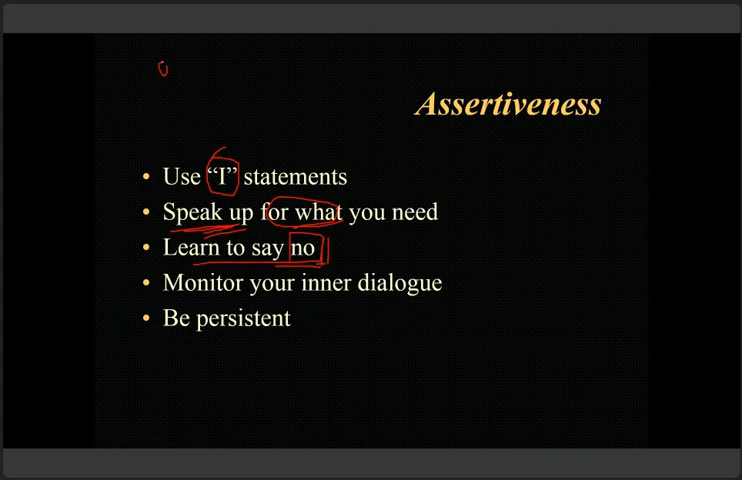 Assertiveness
• Use “I” statements
• Speak up for what you need
• Learn to say no
• Monitor your inner dialogue
• Be persistent